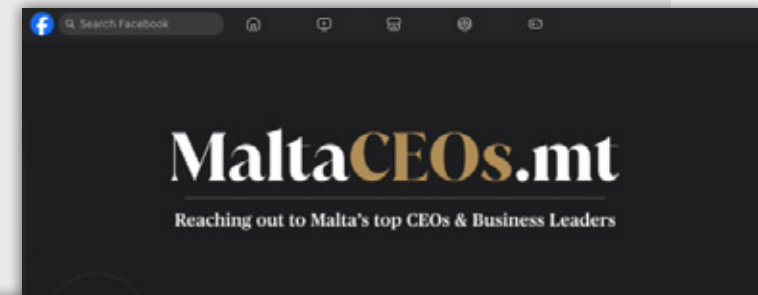 Search Facebook
MaltaCEOs.mt
Reaching out to Malta's top CEOs & Business Leaders